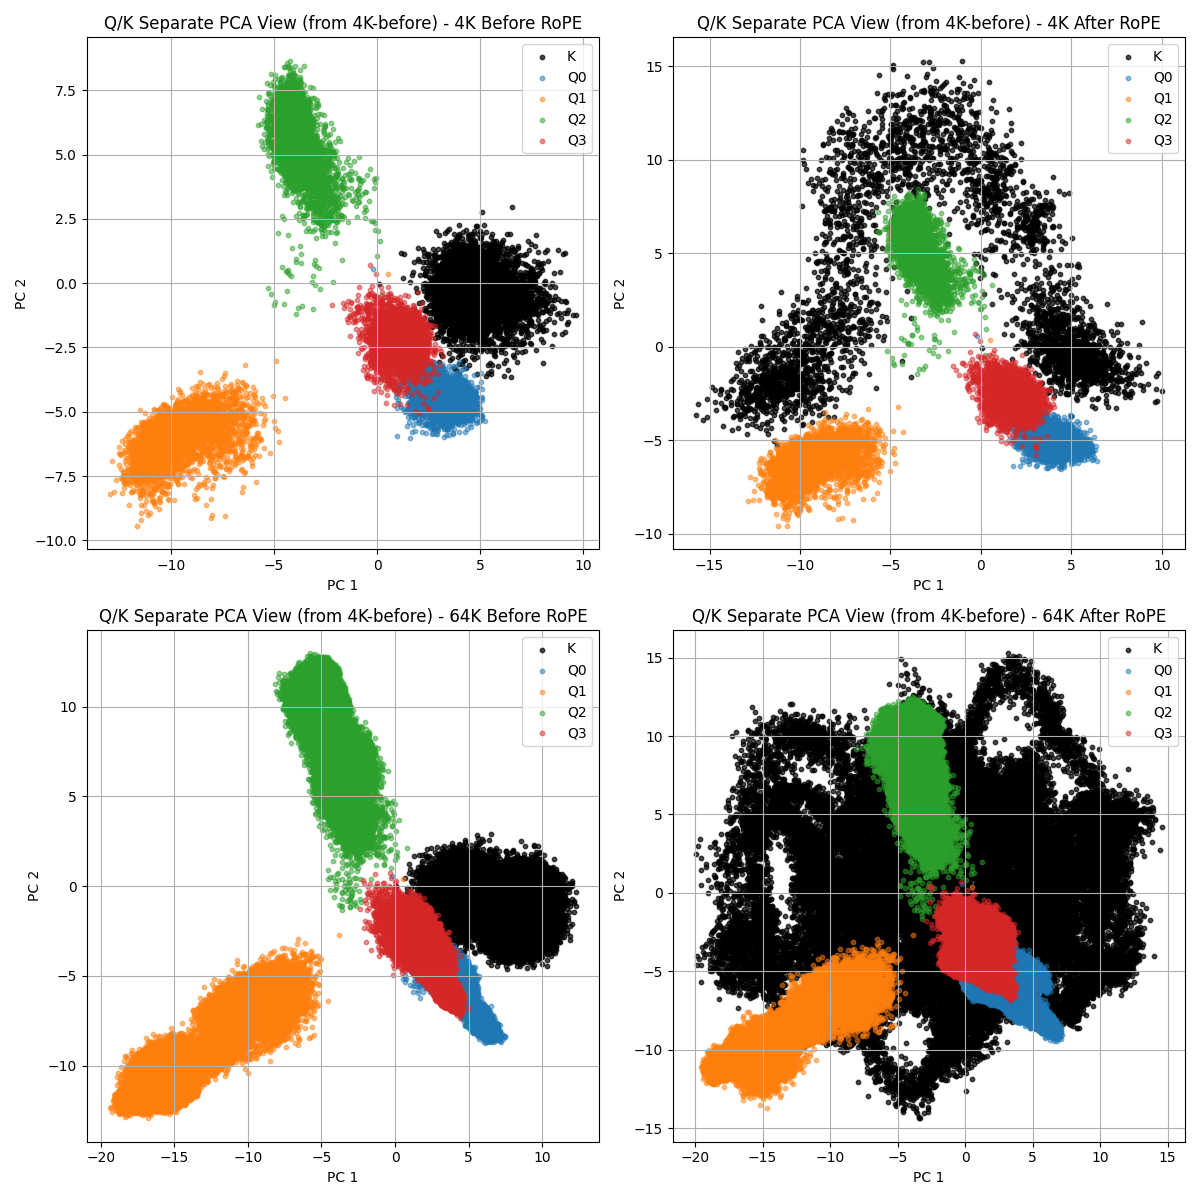 Q/K Separate PCA View (from 4K-before) - 4K Before RoPE
K
Q0
Q1
Q2
Q3
7.5
5.0
2.5
0.0
−2.5
−5.0
−7.5
−10.0
PC 2
−10
−5
0
5
10
PC 1
Q/K Separate PCA View (from 4K-before) - 4K After RoPE
K
Q0
Q1
Q2
Q3
15
10
5
0
−5
−10
PC 2
−15
−10
−5
0
5
10
PC 1
Q/K Separate PCA View (from 4K-before) - 64K Before RoPE
K
Q0
Q1
Q2
Q3
10
5
0
−5
−10
PC 2
−20
−15
−10
−5
0
5
10
PC 1
Q/K Separate PCA View (from 4K-before) - 64K After RoPE
K
Q0
Q1
Q2
Q3
15
10
5
0
−5
−10
−15
PC 2
−20
−15
−10
−5
0
5
10
15
PC 1